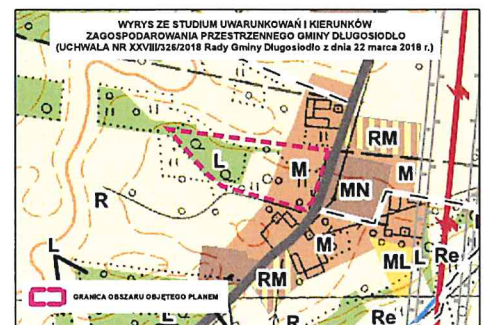 WYRYS ZE STUDIUM UWARUNKOWAŃ I KIERUNKÓW
ZAGOSPODAROWANIA PRZESTRZENNEGO GMINY DŁUGOSIODŁO
(UCHWAŁA NR XXVIII/326/2018 Rady Gminy Długosiodło z dnia 22 marca 2018 r.)
RM
L
M
M
MN
R
M
L
ML
L
Re
RM
GRANICA OBSZARU OBJĘTEGO PLANEM
L
R
Re